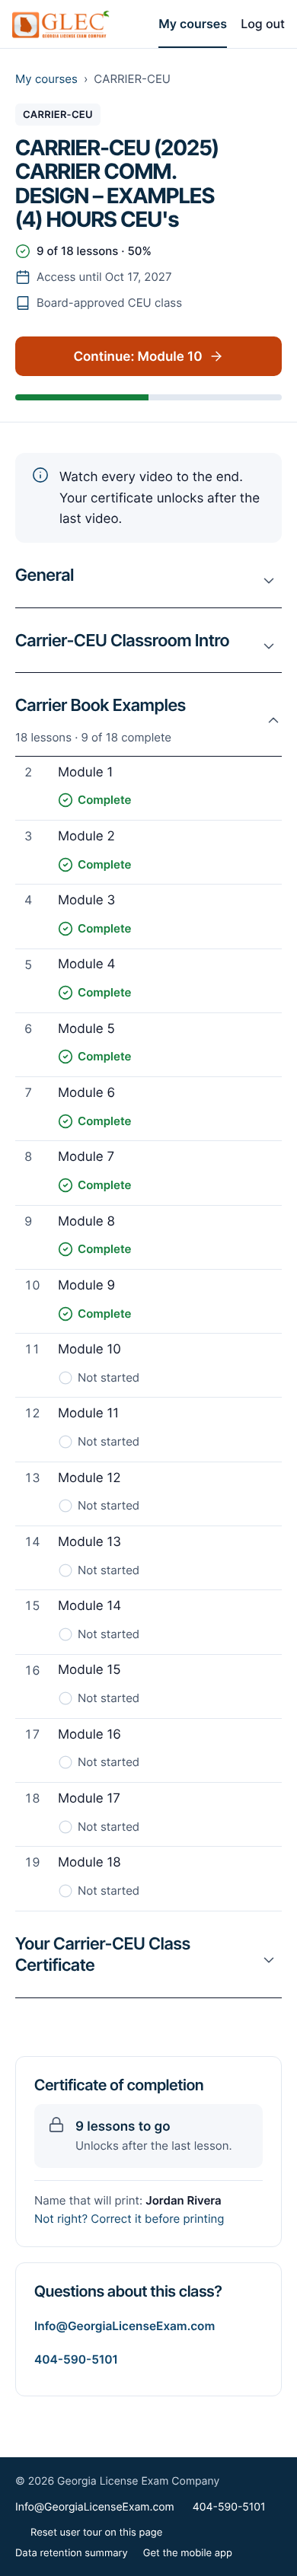 GLEC
GEORGIA LICENSE EXAM COMPANY
My courses
Log out
My courses › CARRIER-CEU
CARRIER-CEU
CARRIER-CEU (2025)
CARRIER COMM.
DESIGN – EXAMPLES
(4) HOURS CEU's
9 of 18 lessons · 50%
Access until Oct 17, 2027
Board-approved CEU class
Continue: Module 10 →
Watch every video to the end.
Your certificate unlocks after the
last video.
General
Carrier-CEU Classroom Intro
Carrier Book Examples
18 lessons · 9 of 18 complete
2 Module 1
Complete
3 Module 2
Complete
4 Module 3
Complete
5 Module 4
Complete
6 Module 5
Complete
7 Module 6
Complete
8 Module 7
Complete
9 Module 8
Complete
10 Module 9
Complete
11 Module 10
Not started
12 Module 11
Not started
13 Module 12
Not started
14 Module 13
Not started
15 Module 14
Not started
16 Module 15
Not started
17 Module 16
Not started
18 Module 17
Not started
19 Module 18
Not started
Your Carrier-CEU Class
Certificate
Certificate of completion
9 lessons to go
Unlocks after the last lesson.
Name that will print: Jordan Rivera
Not right? Correct it before printing
Questions about this class?
Info@GeorgiaLicenseExam.com
404-590-5101
© 2026 Georgia License Exam Company
Info@GeorgiaLicenseExam.com 404-590-5101
Reset user tour on this page
Data retention summary Get the mobile app